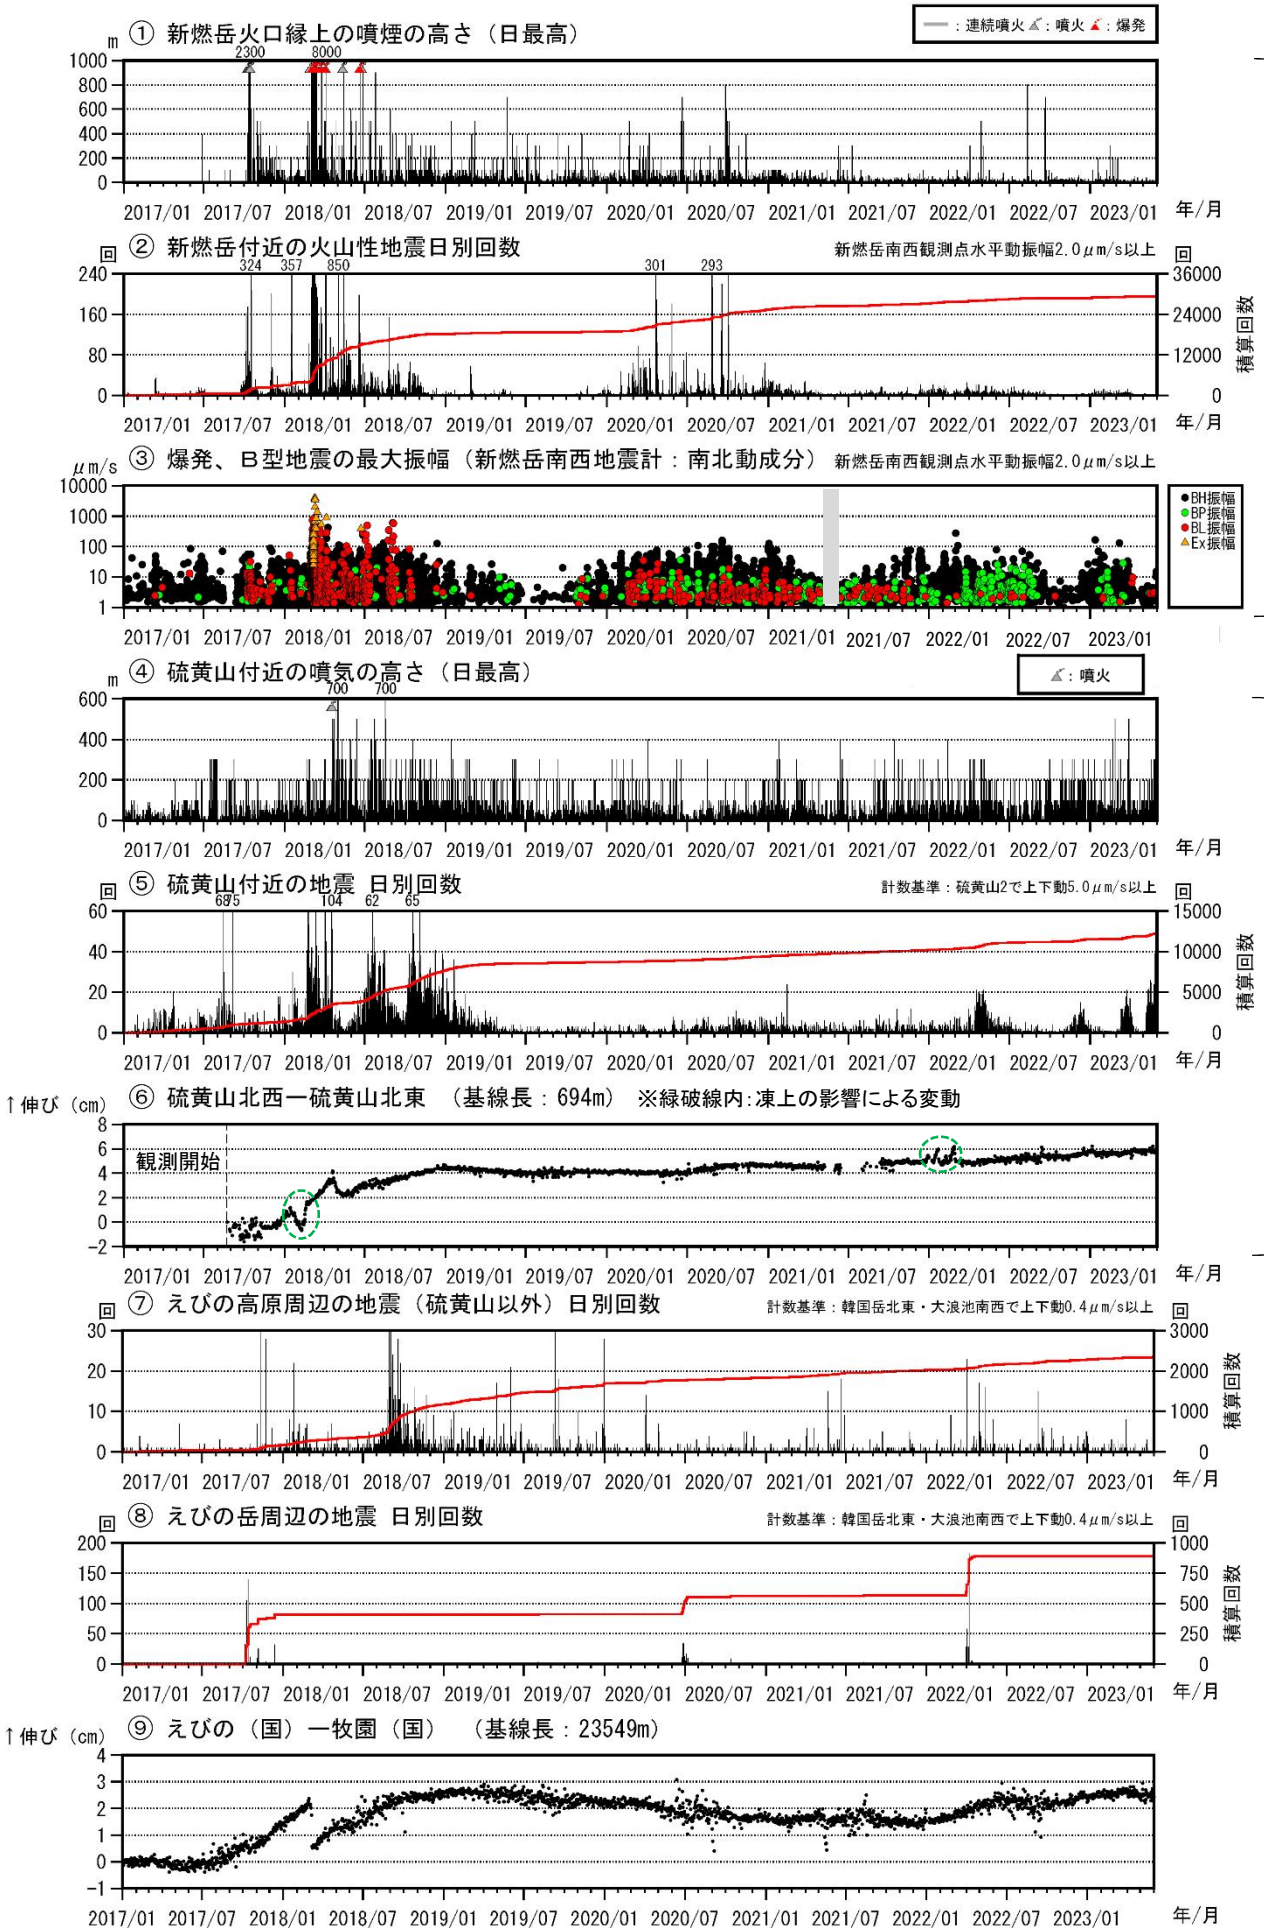 ① 新燃岳火口縁上の噴煙の高さ（日最高）
━：連続噴火 ：噴火 ：爆発
m
2300 8000
1000
800
600
400
200
0
2017/01 2017/07 2018/01 2018/07 2019/01 2019/07 2020/01 2020/07 2021/01 2021/07 2022/01 2022/07 2023/01 年/月
② 新燃岳付近の火山性地震日別回数 新燃岳南西観測点水平動振幅2.0μm/s以上
回 回
324 357 850 301 293
240 36000
160 24000
80 12000
0 0
積算回数
2017/01 2017/07 2018/01 2018/07 2019/01 2019/07 2020/01 2020/07 2021/01 2021/07 2022/01 2022/07 2023/01 年/月
③ 爆発、Ｂ型地震の最大振幅（新燃岳南西地震計：南北動成分） 新燃岳南西観測点水平動振幅2.0μm/s以上
μm/s
10000
1000
100
10
1
BH振幅
BP振幅
BL振幅
Ex振幅
2017/01 2017/07 2018/01 2018/07 2019/01 2019/07 2020/01 2020/07 2021/01 2021/07 2022/01 2022/07 2023/01 年/月
④ 硫黄山付近の噴気の高さ（日最高）
：噴火
m
700 700
600
400
200
0
2017/01 2017/07 2018/01 2018/07 2019/01 2019/07 2020/01 2020/07 2021/01 2021/07 2022/01 2022/07 2023/01 年/月
⑤ 硫黄山付近の地震 日別回数 計数基準：硫黄山2で上下動5.0μm/s以上
回 回
104 62 65
60 15000
40 10000
20 5000
0 0
積算回数
2017/01 2017/07 2018/01 2018/07 2019/01 2019/07 2020/01 2020/07 2021/01 2021/07 2022/01 2022/07 2023/01 年/月
↑伸び（cm） ⑥ 硫黄山北西ー硫黄山北東 （基線長：694m） ※緑破線内：凍上の影響による変動
8
6
4
2
0
-2
観測開始
2017/01 2017/07 2018/01 2018/07 2019/01 2019/07 2020/01 2020/07 2021/01 2021/07 2022/01 2022/07 2023/01 年/月
⑦ えびの高原周辺の地震（硫黄山以外）日別回数 計数基準：韓国岳北東・大浪池南西で上下動0.4μm/s以上
回 回
30 3000
20 2000
10 1000
0 0
積算回数
2017/01 2017/07 2018/01 2018/07 2019/01 2019/07 2020/01 2020/07 2021/01 2021/07 2022/01 2022/07 2023/01 年/月
⑧ えびの岳周辺の地震 日別回数 計数基準：韓国岳北東・大浪池南西で上下動0.4μm/s以上
回 回
200 1000
150 750
100 500
50 250
0 0
積算回数
2017/01 2017/07 2018/01 2018/07 2019/01 2019/07 2020/01 2020/07 2021/01 2021/07 2022/01 2022/07 2023/01 年/月
↑伸び（cm） ⑨ えびの（国）ー牧園（国） （基線長：23549m）
4
3
2
1
0
-1
2017/01 2017/07 2018/01 2018/07 2019/01 2019/07 2020/01 2020/07 2021/01 2021/07 2022/01 2022/07 2023/01 年/月